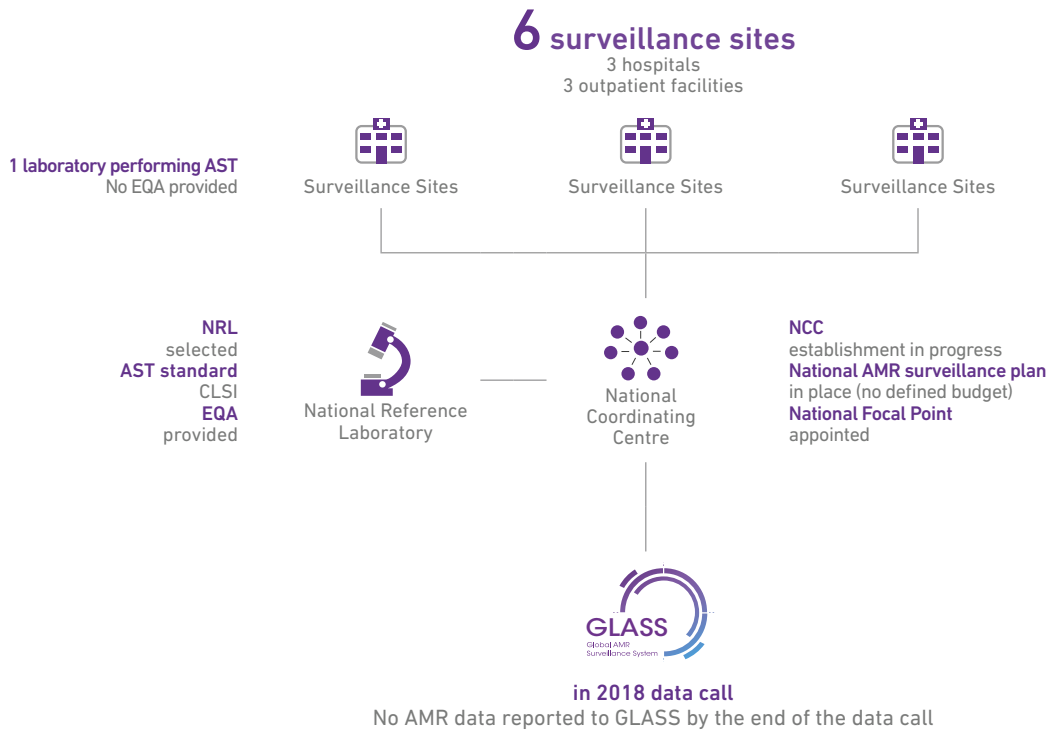 6 surveillance sites
3 hospitals
3 outpatient facilities
1 laboratory performing AST
No EQA provided
Surveillance Sites
Surveillance Sites
Surveillance Sites
NRL
selected
AST standard
CLSI
EQA
provided
National Reference
Laboratory
National
Coordinating
Centre
NCC
establishment in progress
National AMR surveillance plan
in place (no defined budget)
National Focal Point
appointed
GLASS
Global AMR
Surveillance System
in 2018 data call
No AMR data reported to GLASS by the end of the data call